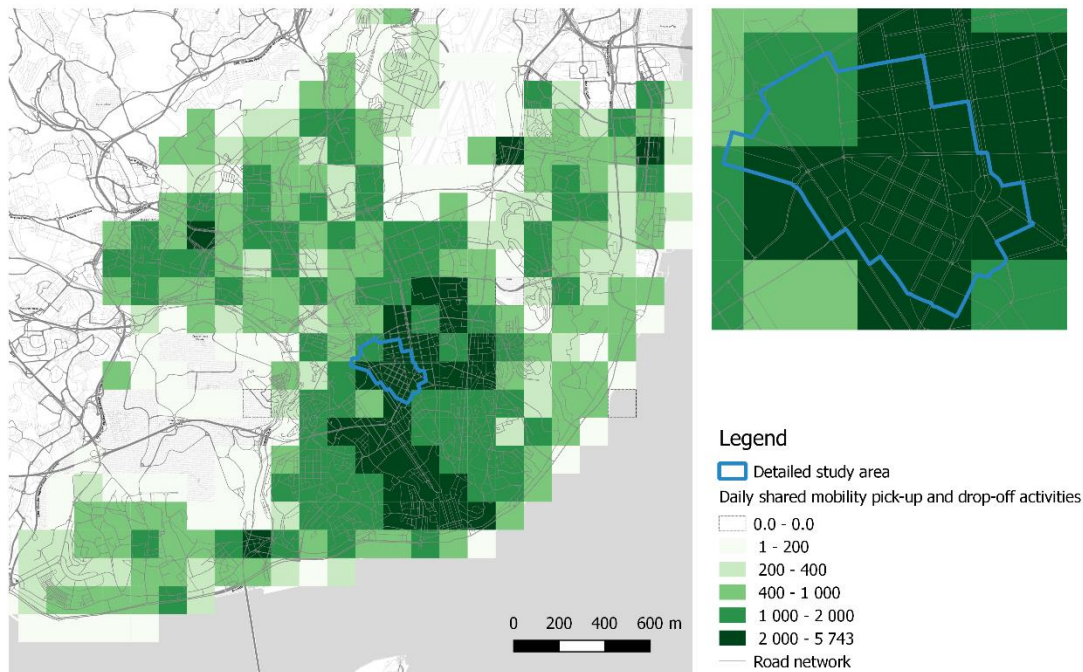 0 200 400 600 m
Legend
Detailed study area
Daily shared mobility pick-up and drop-off activities
0.0 - 0.0
1 - 200
200 - 400
400 - 1 000
1 000 - 2 000
2 000 - 5 743
Road network